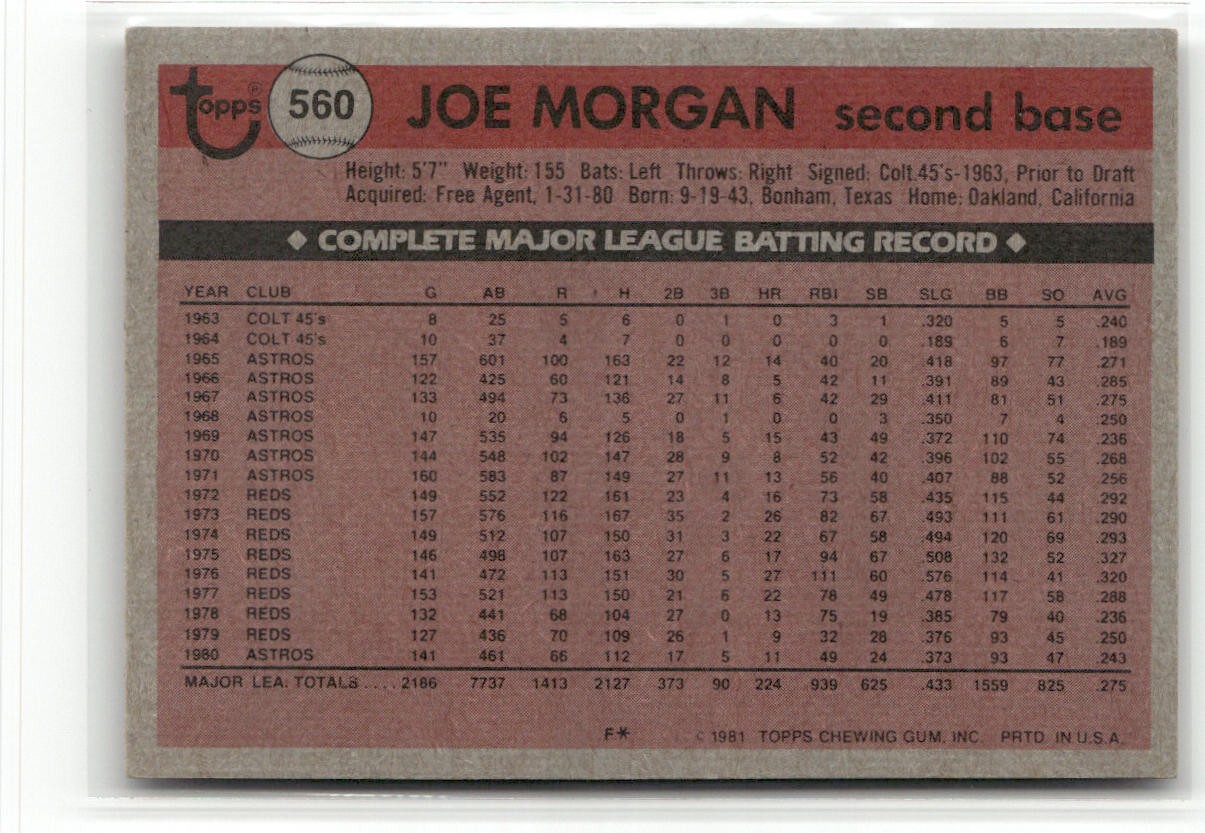 Topps® 560 JOE MORGAN second base
Height: 5'7" Weight: 155 Bats: Left Throws: Right Signed: Colt.45's-1963, Prior to Draft
Acquired: Free Agent, 1-31-80 Born: 9-19-43, Bonham, Texas Home: Oakland, California
◆ COMPLETE MAJOR LEAGUE BATTING RECORD ◆
YEAR CLUB G AB R H 2B 3B HR RBI SB SLG BB SO AVG
1963 COLT 45's 8 25 5 6 0 1 0 3 1 .320 5 5 .240
1964 COLT 45's 10 37 4 7 0 0 0 0 0 .189 6 7 .189
1965 ASTROS 157 601 100 163 22 12 14 40 20 .418 97 77 .271
1966 ASTROS 122 425 60 121 14 8 5 42 11 .391 89 43 .285
1967 ASTROS 133 494 73 136 27 11 6 42 29 .411 81 51 .275
1968 ASTROS 10 20 6 5 0 1 0 0 3 .350 7 4 .250
1969 ASTROS 147 535 94 126 18 5 15 43 49 .372 110 74 .236
1970 ASTROS 144 548 102 147 28 9 8 52 42 .396 102 55 .268
1971 ASTROS 160 583 87 149 27 11 13 56 40 .407 88 52 .256
1972 REDS 149 552 122 161 23 4 16 73 58 .435 115 44 .292
1973 REDS 157 576 116 167 35 2 26 82 67 .493 111 61 .290
1974 REDS 149 512 107 150 31 3 22 67 58 .494 120 69 .293
1975 REDS 146 498 107 163 27 6 17 94 67 .508 132 52 .327
1976 REDS 141 472 113 151 30 5 27 111 60 .576 114 41 .320
1977 REDS 153 521 113 150 21 6 22 78 49 .478 117 58 .288
1978 REDS 132 441 68 104 27 0 13 75 19 .385 79 40 .236
1979 REDS 127 436 70 109 26 1 9 32 28 .376 93 45 .250
1980 ASTROS 141 461 66 112 17 5 11 49 24 .373 93 47 .243
MAJOR LEA. TOTALS .... 2186 7737 1413 2127 373 90 224 939 625 .433 1559 825 .275
F* © 1981 TOPPS CHEWING GUM, INC. PRTD. IN U.S.A.